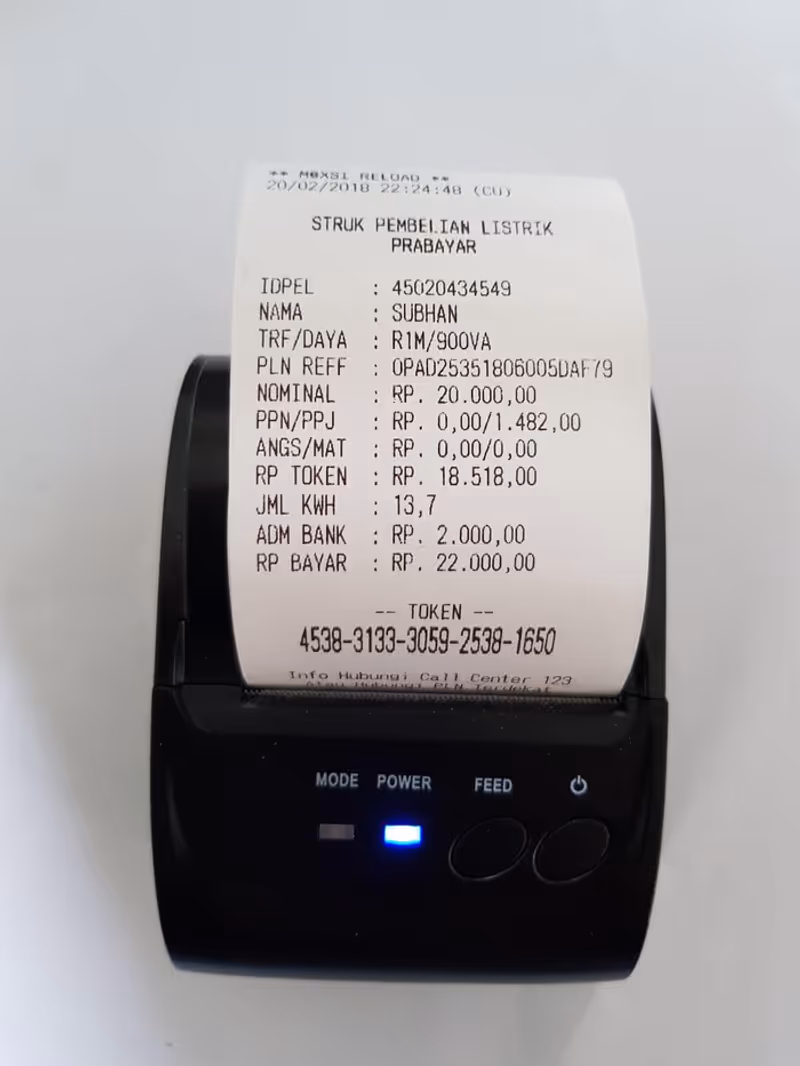 ** MOXSI RELOAD **
20/02/2018 22:24:48 (CU)
STRUK PEMBELIAN LISTRIK
PRABAYAR
IDPEL : 45020434549
NAMA : SUBHAN
TRF/DAYA : R1M/900VA
PLN REFF : 0PAD25351806005DAF79
NOMINAL : RP. 20.000,00
PPN/PPJ : RP. 0,00/1.482,00
ANGS/MAT : RP. 0,00/0,00
RP TOKEN : RP. 18.518,00
JML KWH : 13,7
ADM BANK : RP. 2.000,00
RP BAYAR : RP. 22.000,00
-- TOKEN --
4538-3133-3059-2538-1650
Info Hubungi Call Center 123
Atau Hubungi PLN Terdekat
MODE POWER FEED